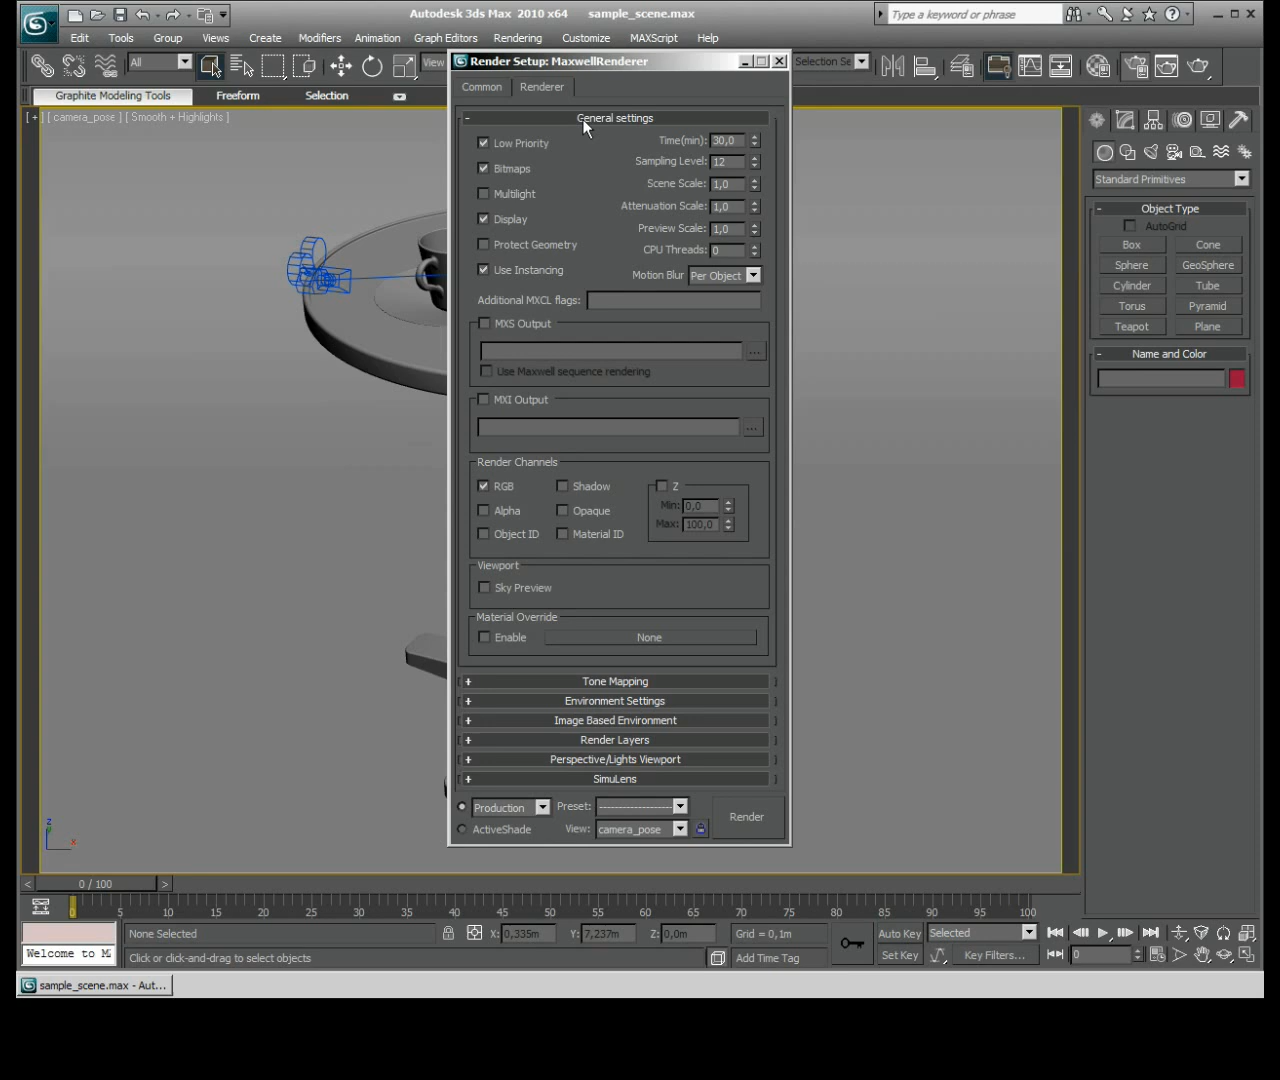 Autodesk 3ds Max 2010 x64 sample_scene.max
Type a keyword or phrase
Edit Tools Group Views Create Modifiers Animation Graph Editors Rendering Customize MAXScript Help
All
View
Selection Se
Graphite Modeling Tools Freeform Selection
[ + ] [ camera_pose ] [ Smooth + Highlights ]
Render Setup: MaxwellRenderer
Common Renderer
- General settings
Low Priority
Time(min): 30,0
Bitmaps
Sampling Level: 12
Multilight
Scene Scale: 1,0
Display
Attenuation Scale: 1,0
Protect Geometry
Preview Scale: 1,0
CPU Threads: 0
Use Instancing
Motion Blur Per Object
Additional MXCL flags:
MXS Output
...
Use Maxwell sequence rendering
MXI Output
...
Render Channels
RGB Shadow Z
Min: 0,0
Alpha Opaque
Max: 100,0
Object ID Material ID
Viewport
Sky Preview
Material Override
Enable None
+ Tone Mapping
+ Environment Settings
+ Image Based Environment
+ Render Layers
+ Perspective/Lights Viewport
+ SimuLens
Production Preset: --------------------
Render
ActiveShade View: camera_pose
Standard Primitives
- Object Type
AutoGrid
Box Cone
Sphere GeoSphere
Cylinder Tube
Torus Pyramid
Teapot Plane
- Name and Color
z
x
< 0 / 100 >
0 5 10 15 20 25 30 35 40 45 50 55 60 65 70 75 80 85 90 95 100
None Selected X: 0,335m Y: 7,237m Z: 0,0m Grid = 0,1m Auto Key Selected
Welcome to M
Click or click-and-drag to select objects Add Time Tag Set Key Key Filters... 0
sample_scene.max - Aut...